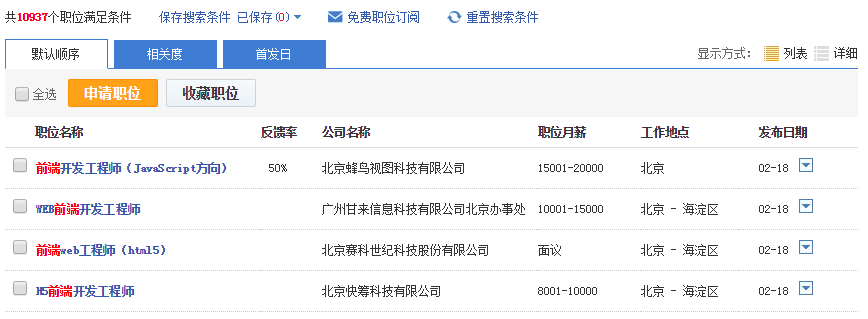 共10937个职位满足条件 保存搜索条件 已保存(0) 免费职位订阅 重置搜索条件
默认顺序 相关度 首发日 显示方式： 列表 详细
全选 申请职位 收藏职位
职位名称 反馈率 公司名称 职位月薪 工作地点 发布日期
前端开发工程师（JavaScript方向） 50% 北京蜂鸟视图科技有限公司 15001-20000 北京 02-18
WEB前端开发工程师 广州甘来信息科技有限公司北京办事处 10001-15000 北京 - 海淀区 02-18
前端web工程师（html5） 北京赛科世纪科技股份有限公司 面议 北京 - 海淀区 02-18
H5前端开发工程师 北京快筹科技有限公司 8001-10000 北京 - 海淀区 02-18